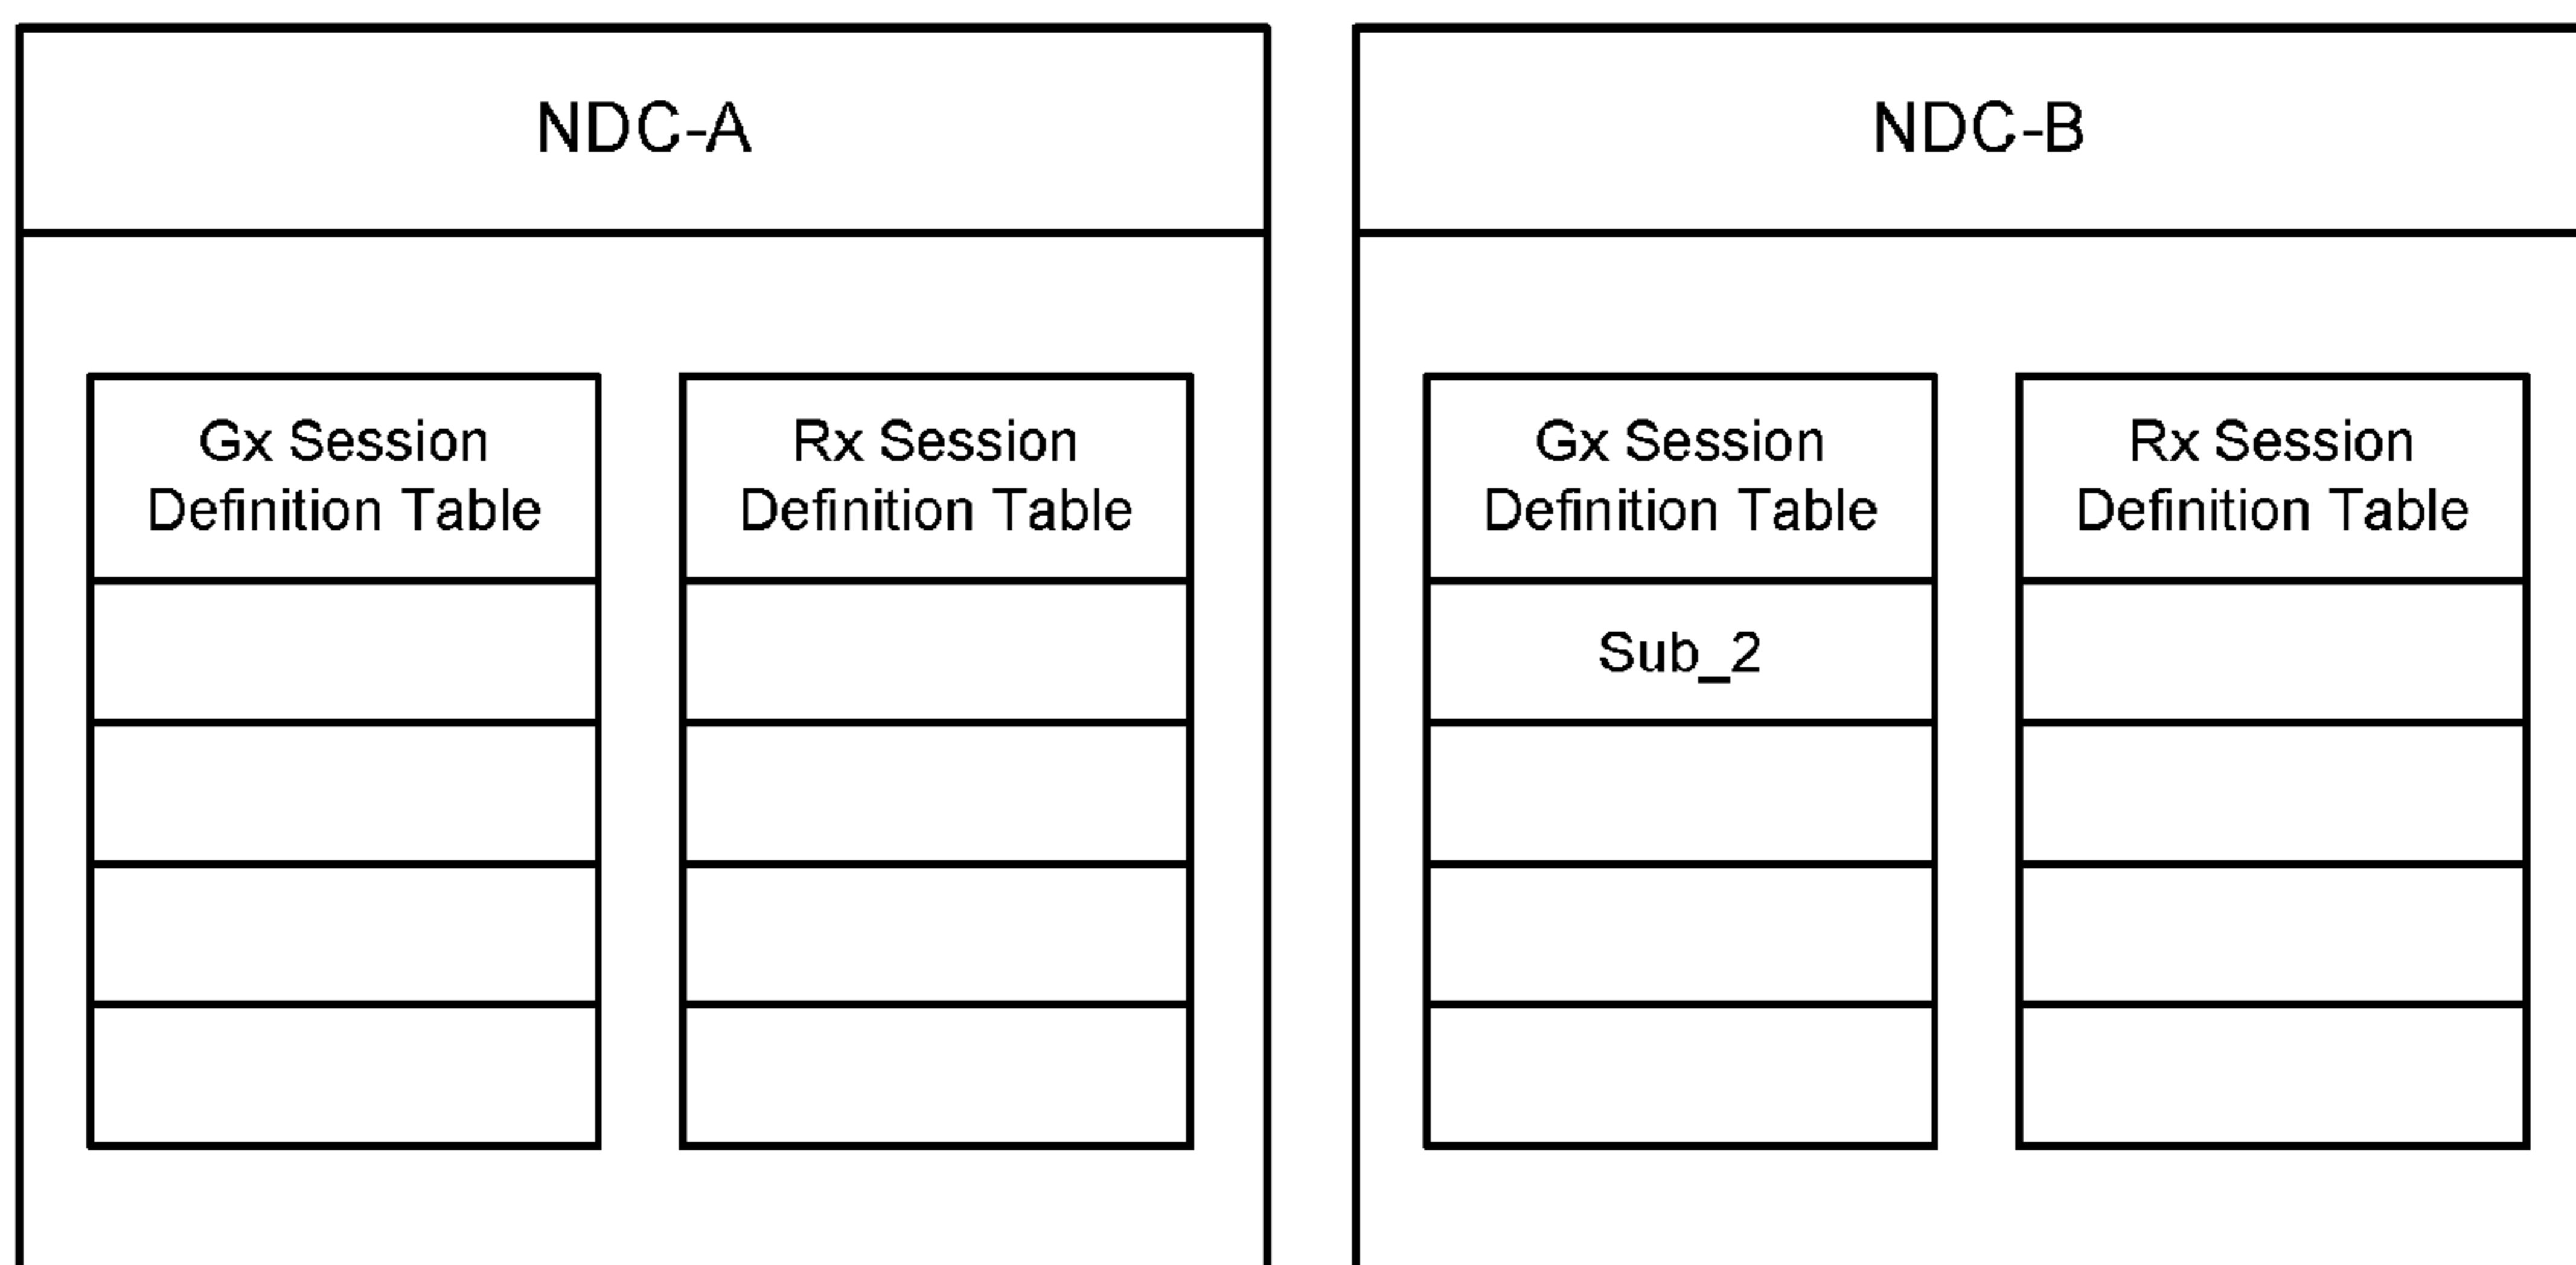 NDC-A
Gx Session
Definition Table
Rx Session
Definition Table
NDC-B
Gx Session
Definition Table
Sub_2
Rx Session
Definition Table